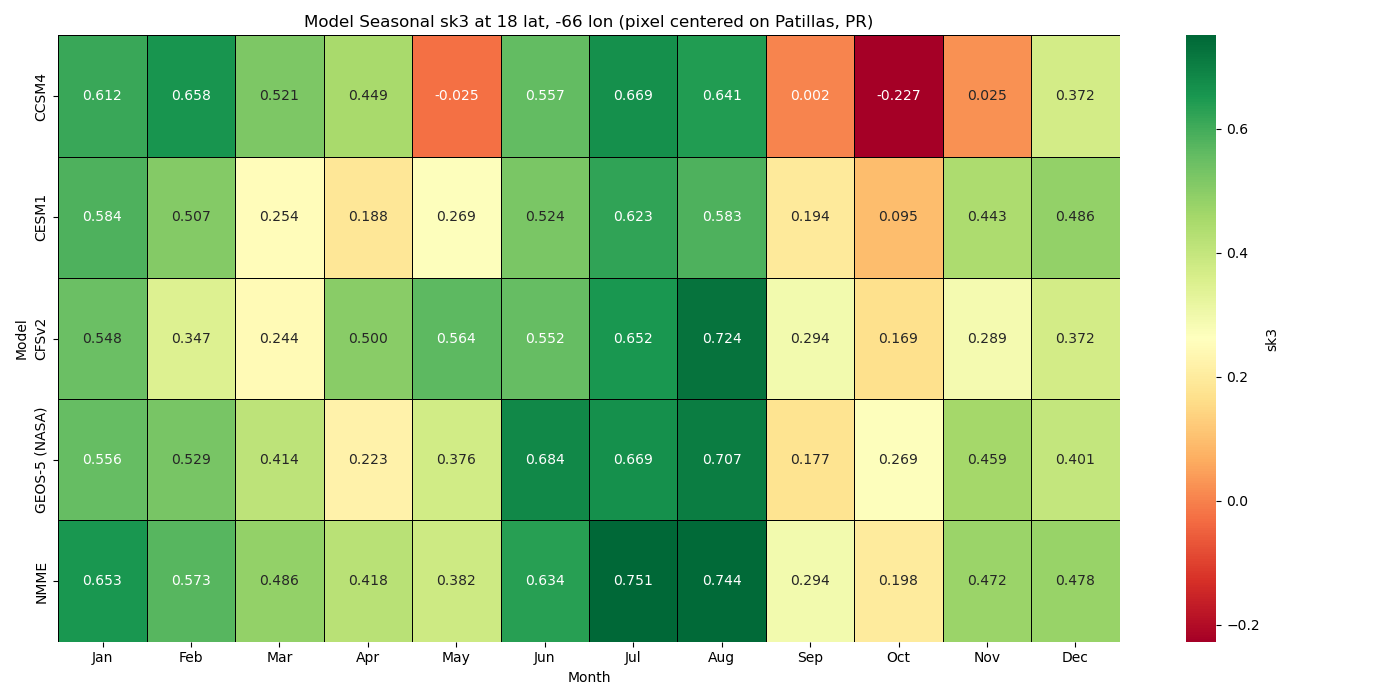 Model Seasonal sk3 at 18 lat, -66 lon (pixel centered on Patillas, PR)
Model
CCSM4
0.612 0.658 0.521 0.449 -0.025 0.557 0.669 0.641 0.002 -0.227 0.025 0.372
CESM1
0.584 0.507 0.254 0.188 0.269 0.524 0.623 0.583 0.194 0.095 0.443 0.486
CFSv2
0.548 0.347 0.244 0.500 0.564 0.552 0.652 0.724 0.294 0.169 0.289 0.372
GEOS-5 (NASA)
0.556 0.529 0.414 0.223 0.376 0.684 0.669 0.707 0.177 0.269 0.459 0.401
NMME
0.653 0.573 0.486 0.418 0.382 0.634 0.751 0.744 0.294 0.198 0.472 0.478
Jan Feb Mar Apr May Jun Jul Aug Sep Oct Nov Dec
Month
0.6
0.4
0.2
0.0
−0.2
sk3